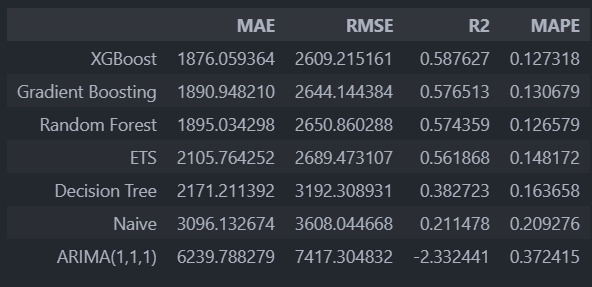 MAE RMSE R2 MAPE
XGBoost 1876.059364 2609.215161 0.587627 0.127318
Gradient Boosting 1890.948210 2644.144384 0.576513 0.130679
Random Forest 1895.034298 2650.860288 0.574359 0.126579
ETS 2105.764252 2689.473107 0.561868 0.148172
Decision Tree 2171.211392 3192.308931 0.382723 0.163658
Naive 3096.132674 3608.044668 0.211478 0.209276
ARIMA(1,1,1) 6239.788279 7417.304832 -2.332441 0.372415